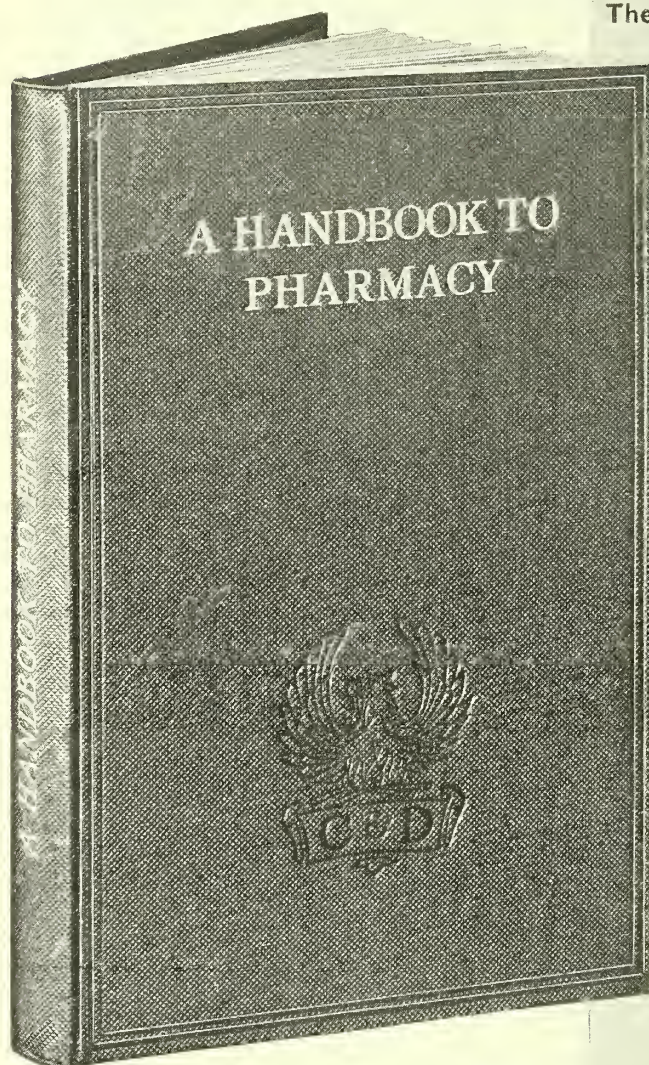 The
A HANDBOOK TO
PHARMACY
A HANDBOOK TO PHARMACY
C & D